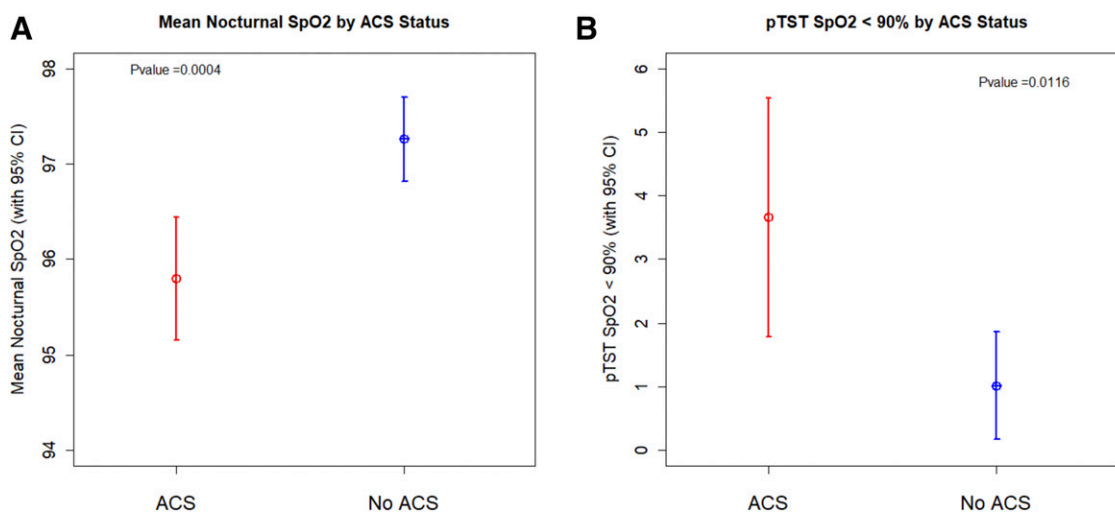 A
Mean Nocturnal SpO2 by ACS Status
Pvalue =0.0004
Mean Nocturnal SpO2 (with 95% CI)
98
97
96
95
94
ACS
No ACS
B
pTST SpO2 < 90% by ACS Status
Pvalue =0.0116
pTST SpO2 < 90% (with 95% CI)
6
5
4
3
2
1
0
ACS
No ACS